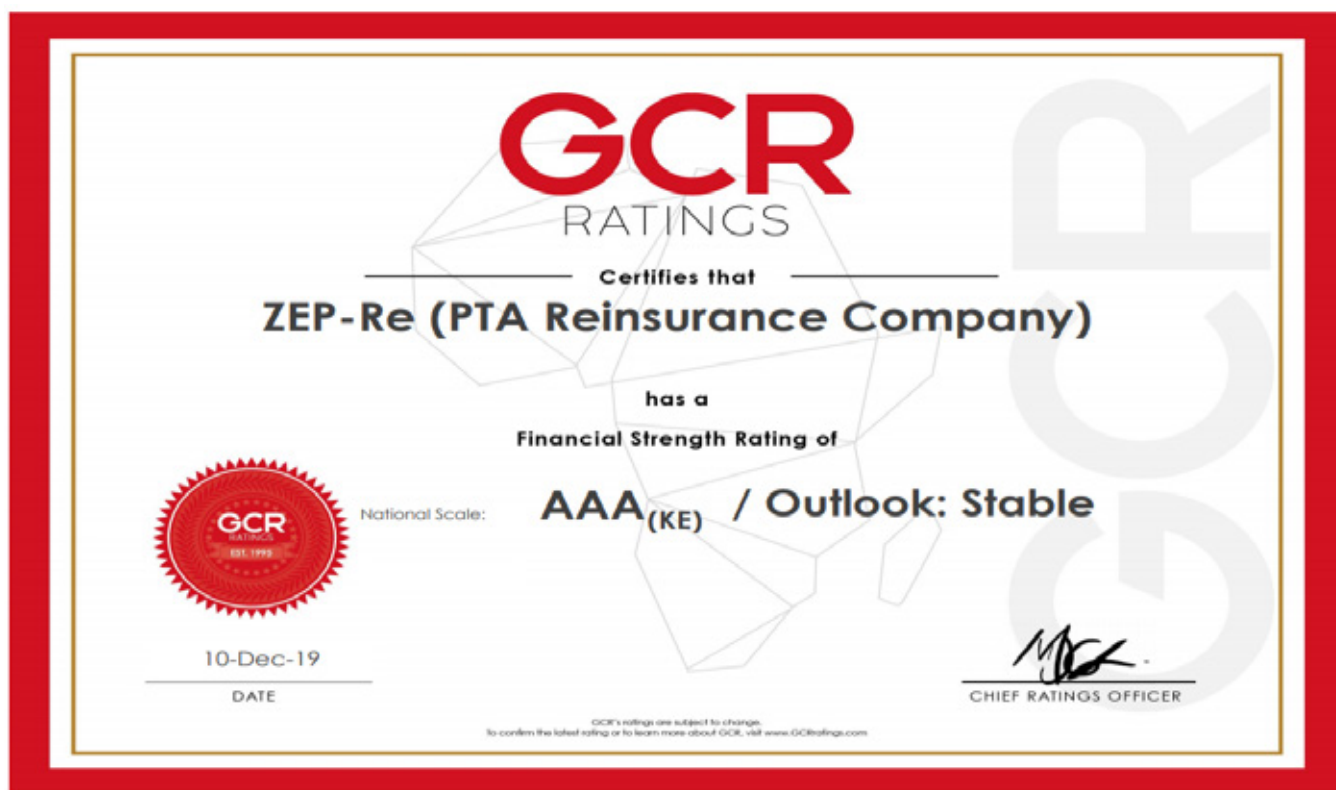 GCR
RATINGS
Certifies that
ZEP-Re (PTA Reinsurance Company)
has a
Financial Strength Rating of
National Scale: AAA(KE) / Outlook: Stable
GCR
RATINGS
EST. 1995
10-Dec-19
DATE
CHIEF RATINGS OFFICER
GCR's ratings are subject to change.
To confirm the latest rating or to learn more about GCR, visit www.GCRratings.com
GCR